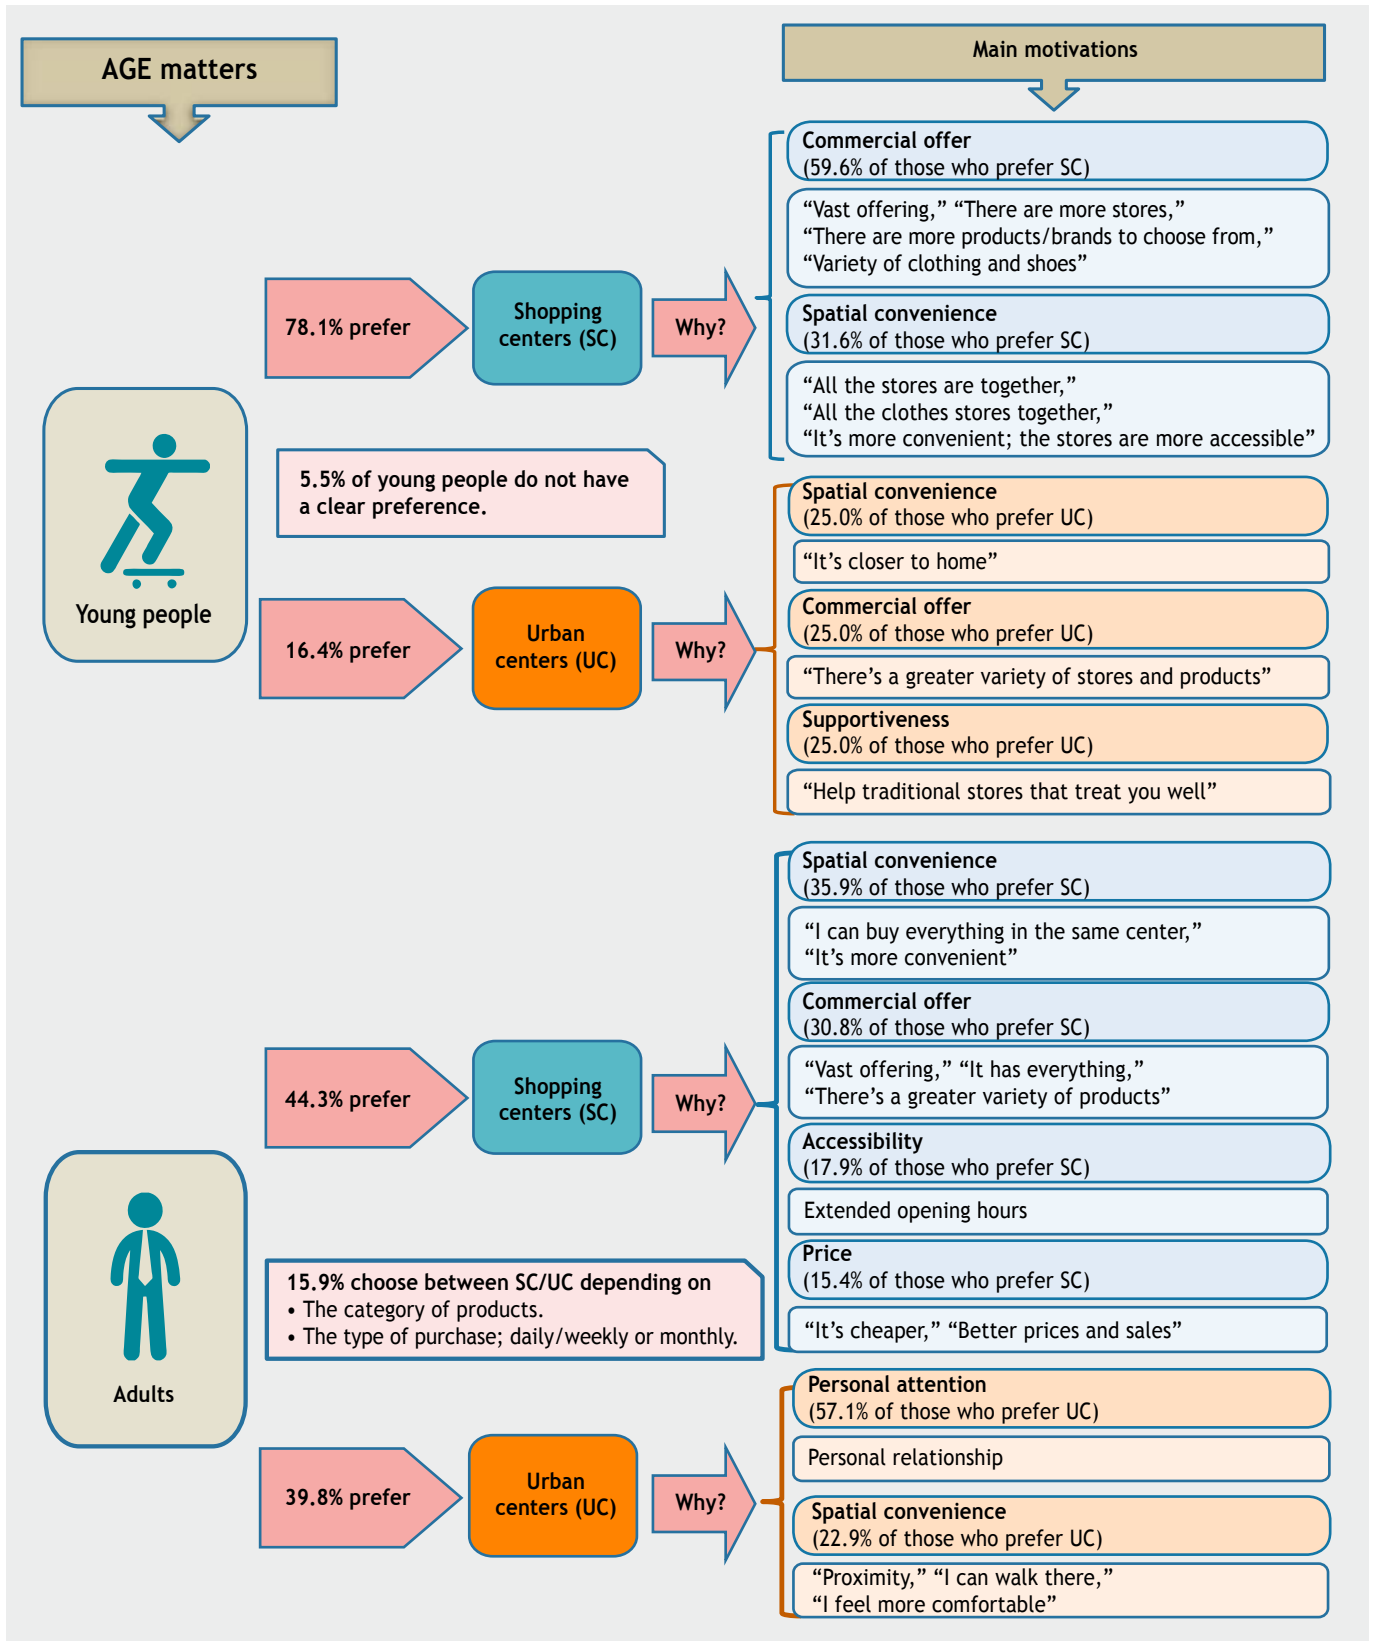 AGE matters
Main motivations
Young people
78.1% prefer
Shopping
centers (SC)
Why?
Commercial offer
(59.6% of those who prefer SC)
“Vast offering,” “There are more stores,”
“There are more products/brands to choose from,”
“Variety of clothing and shoes”
Spatial convenience
(31.6% of those who prefer SC)
“All the stores are together,”
“All the clothes stores together,”
“It’s more convenient; the stores are more accessible”
5.5% of young people do not have
a clear preference.
16.4% prefer
Urban
centers (UC)
Why?
Spatial convenience
(25.0% of those who prefer UC)
“It’s closer to home”
Commercial offer
(25.0% of those who prefer UC)
“There’s a greater variety of stores and products”
Supportiveness
(25.0% of those who prefer UC)
“Help traditional stores that treat you well”
Adults
44.3% prefer
Shopping
centers (SC)
Why?
Spatial convenience
(35.9% of those who prefer SC)
“I can buy everything in the same center,”
“It’s more convenient”
Commercial offer
(30.8% of those who prefer SC)
“Vast offering,” “It has everything,”
“There’s a greater variety of products”
Accessibility
(17.9% of those who prefer SC)
Extended opening hours
Price
(15.4% of those who prefer SC)
“It’s cheaper,” “Better prices and sales”
15.9% choose between SC/UC depending on
• The category of products.
• The type of purchase; daily/weekly or monthly.
39.8% prefer
Urban
centers (UC)
Why?
Personal attention
(57.1% of those who prefer UC)
Personal relationship
Spatial convenience
(22.9% of those who prefer UC)
“Proximity,” “I can walk there,”
“I feel more comfortable”